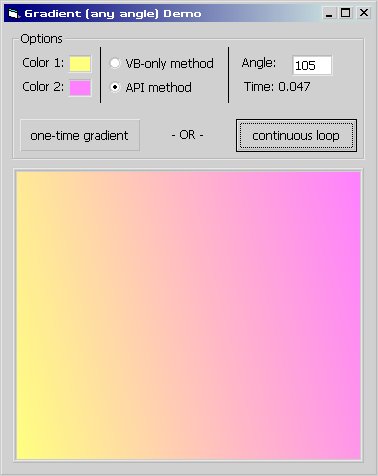 Gradient (any angle) Demo
Options
Color 1:
VB-only method
Angle: 105
Color 2:
API method
Time: 0.047
one-time gradient
- OR -
continuous loop